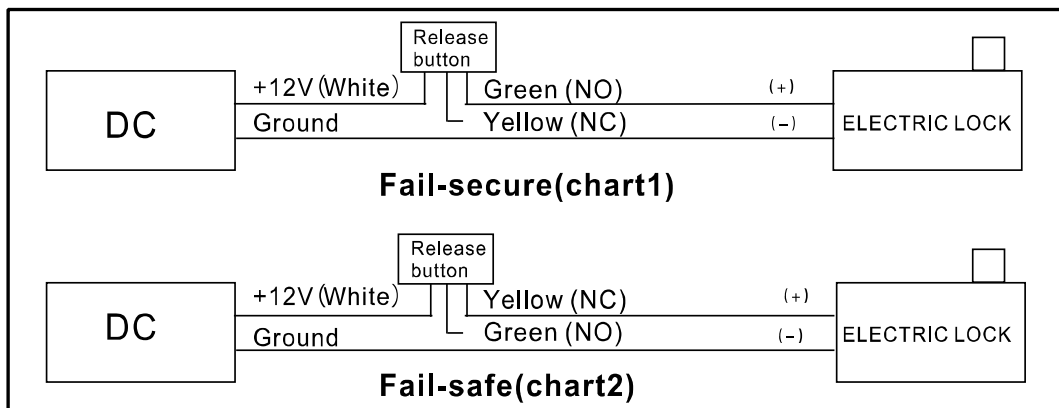 Release
button
+12V(White)
Green (NO)
(+)
DC
Ground
Yellow (NC)
(-)
ELECTRIC LOCK
Fail-secure(chart1)
Release
button
+12V(White)
Yellow (NC)
(+)
DC
Ground
Green (NO)
(-)
ELECTRIC LOCK
Fail-safe(chart2)